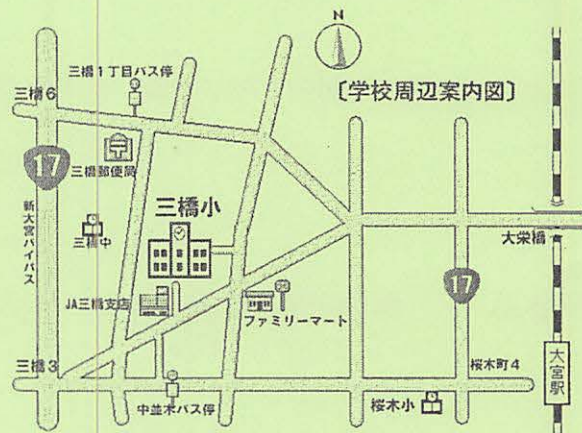 N
三橋1丁目バス停
〔学校周辺案内図〕
三橋6
17
三橋郵便局
新大宮バイパス
三橋小
三橋中
大栄橋
17
JA三橋支店
ファミリーマート
三橋3
桜木町4
大宮駅
中並木バス停
桜木小